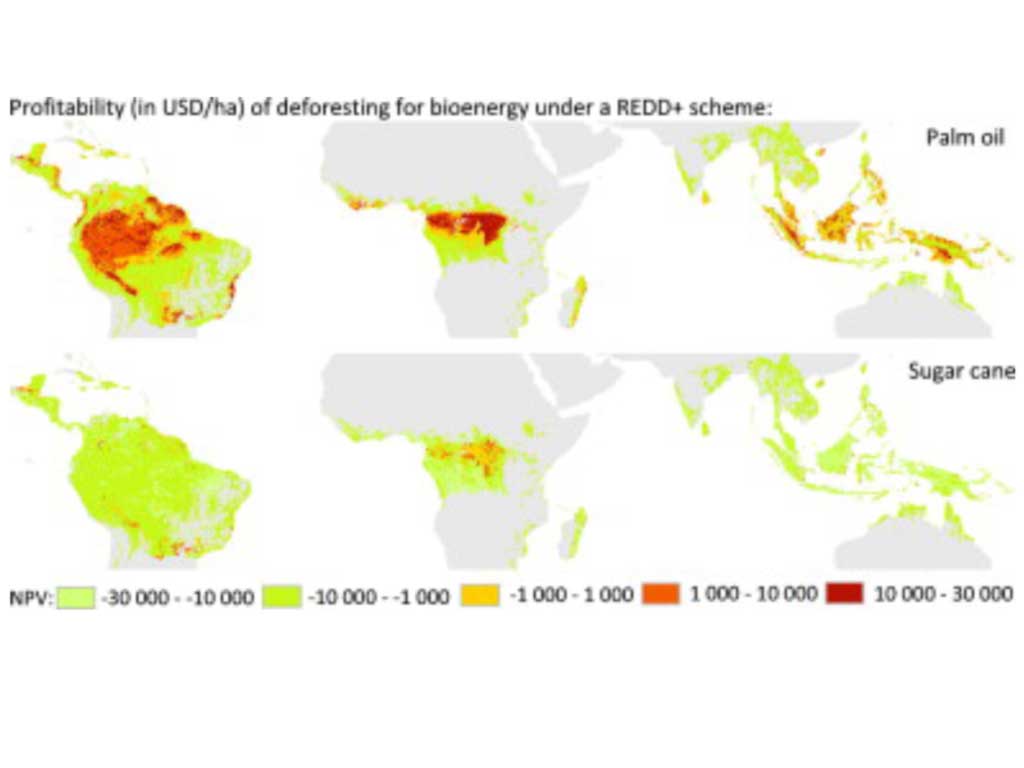 Profitability (in USD/ha) of deforesting for bioenergy under a REDD+ scheme:
Palm oil
Sugar cane
NPV: -30 000 - -10 000 -10 000 - -1 000 -1 000 - 1 000 1 000 - 10 000 10 000 - 30 000